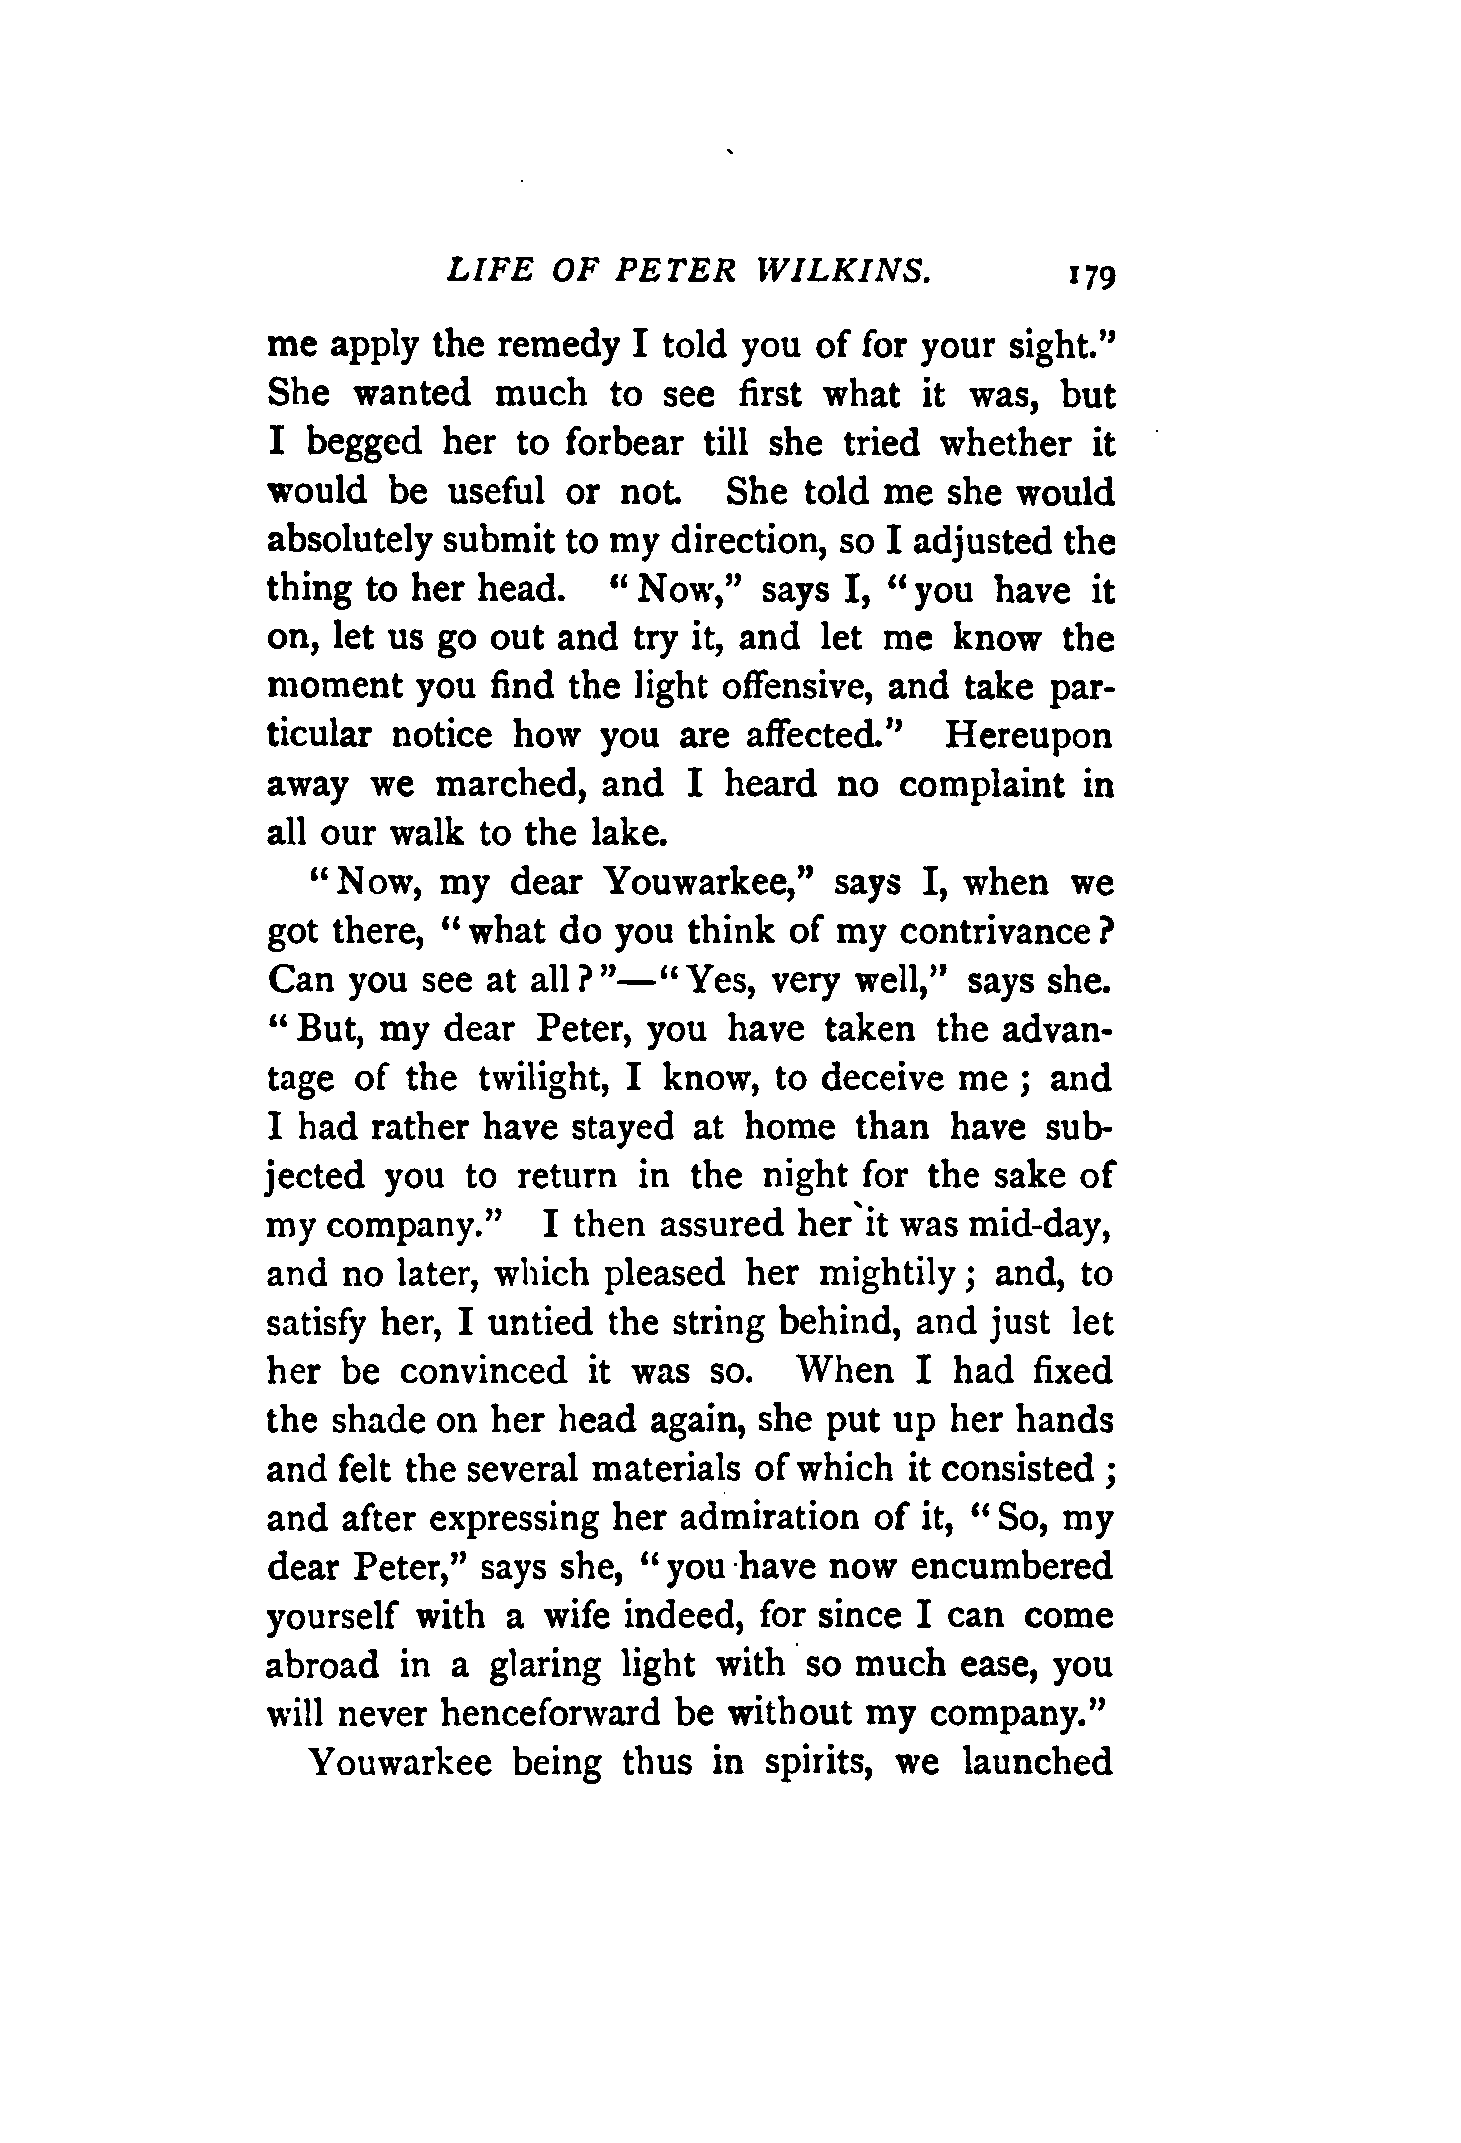 LIFE OF PETER WILKINS. 179
me apply the remedy I told you of for your sight."
She wanted much to see first what it was, but
I begged her to forbear till she tried whether it
would be useful or not. She told me she would
absolutely submit to my direction, so I adjusted the
thing to her head. "Now," says I, "you have it
on, let us go out and try it, and let me know the
moment you find the light offensive, and take par-
ticular notice how you are affected." Hereupon
away we marched, and I heard no complaint in
all our walk to the lake.
"Now, my dear Youwarkee," says I, when we
got there, "what do you think of my contrivance?
Can you see at all?"—"Yes, very well," says she.
"But, my dear Peter, you have taken the advan-
tage of the twilight, I know, to deceive me; and
I had rather have stayed at home than have sub-
jected you to return in the night for the sake of
my company." I then assured her it was mid-day,
and no later, which pleased her mightily; and, to
satisfy her, I untied the string behind, and just let
her be convinced it was so. When I had fixed
the shade on her head again, she put up her hands
and felt the several materials of which it consisted;
and after expressing her admiration of it, "So, my
dear Peter," says she, "you have now encumbered
yourself with a wife indeed, for since I can come
abroad in a glaring light with so much ease, you
will never henceforward be without my company."
Youwarkee being thus in spirits, we launched